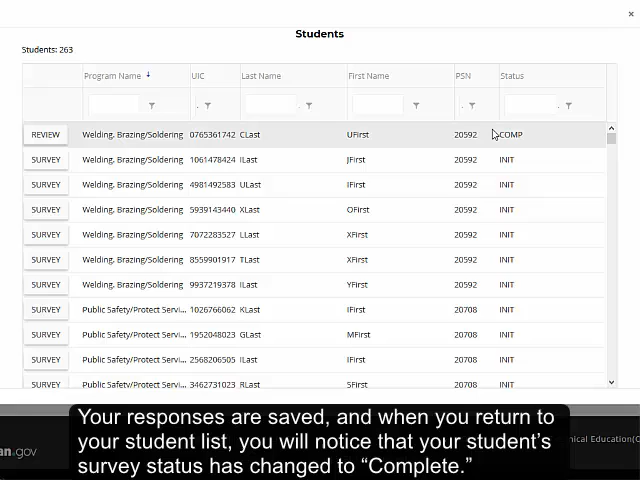 ×
Students
Students: 263
Program Name ↓ UIC Last Name First Name PSN Status
REVIEW Welding. Brazing/Soldering 0765361742 CLast UFirst 20592 COMP
SURVEY Welding. Brazing/Soldering 1061478424 ILast JFirst 20592 INIT
SURVEY Welding. Brazing/Soldering 4981492583 ULast IFirst 20592 INIT
SURVEY Welding. Brazing/Soldering 5939143440 XLast OFirst 20592 INIT
SURVEY Welding. Brazing/Soldering 7072283527 LLast XFirst 20592 INIT
SURVEY Welding. Brazing/Soldering 8559901917 TLast XFirst 20592 INIT
SURVEY Welding. Brazing/Soldering 9937219378 ILast YFirst 20592 INIT
SURVEY Public Safety/Protect Servi... 1026766062 KLast IFirst 20708 INIT
SURVEY Public Safety/Protect Servi... 1952048023 GLast MFirst 20708 INIT
SURVEY Public Safety/Protect Servi... 2568206505 ILast IFirst 20708 INIT
SURVEY Public Safety/Protect Servi... 3462731023 RLast SFirst 20708 INIT
an.gov hnical Education(C
Your responses are saved, and when you return to
your student list, you will notice that your student's
survey status has changed to “Complete.”